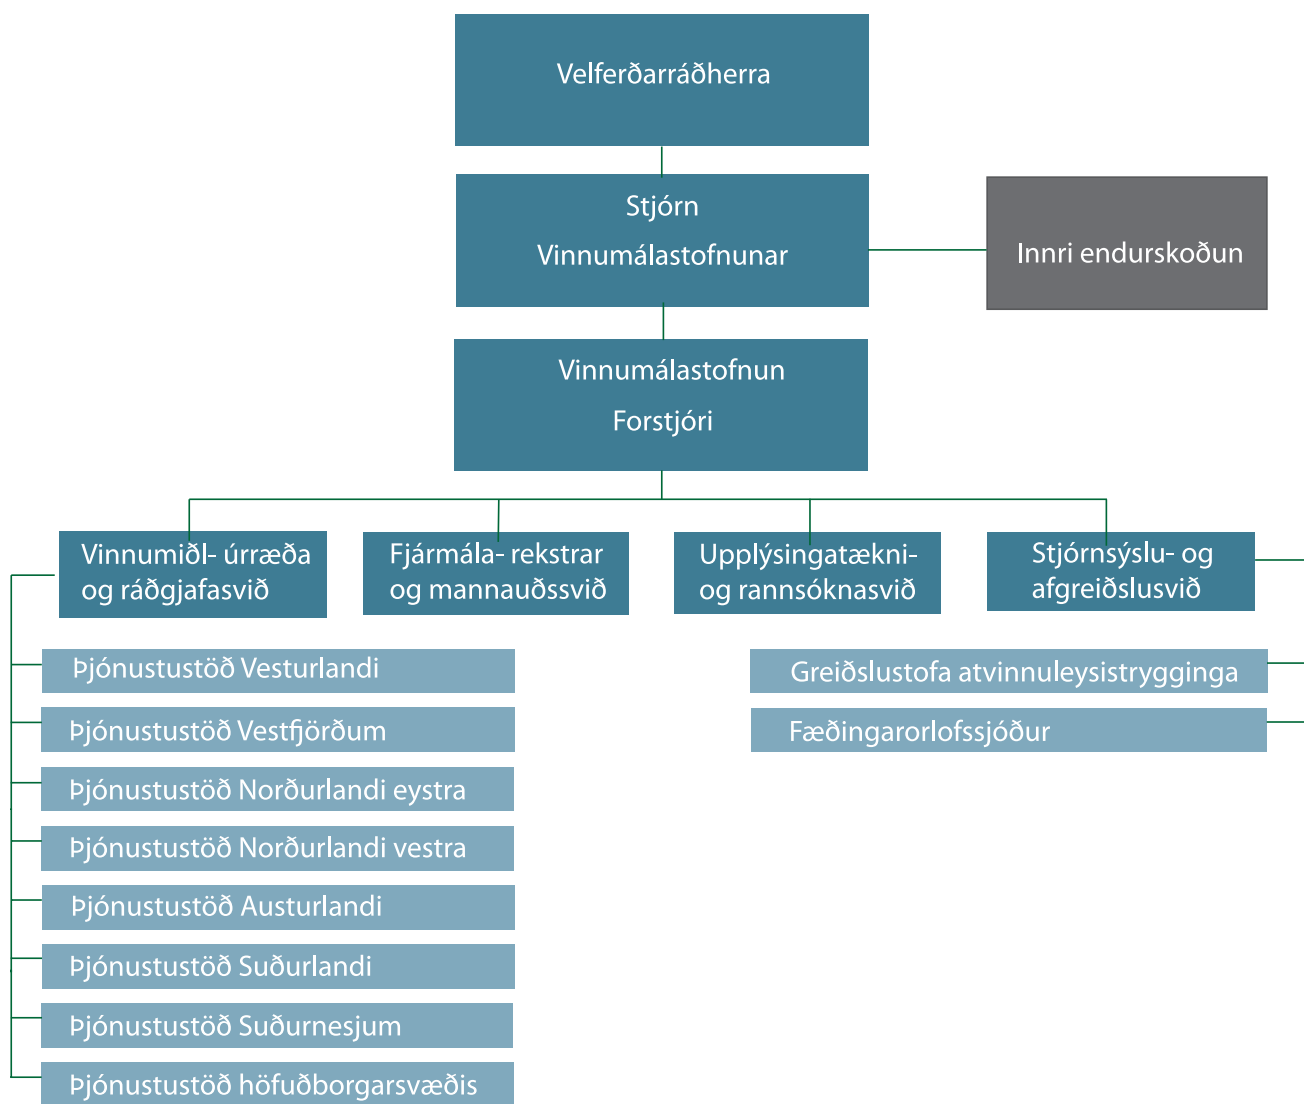 Velferðarráðherra
Stjórn
Vinnumálastofnunar
Innri endurskoðun
Vinnumálastofnun
Forstjóri
Vinnumiðl- úrræða
og ráðgjafasvið
Fjármála- rekstrar
og mannauðssvið
Upplýsingatækni-
og rannsóknasvið
Stjórnsýslu- og
afgreiðslusvið
Þjónustustöð Vesturlandi
Þjónustustöð Vestfjörðum
Þjónustustöð Norðurlandi eystra
Þjónustustöð Norðurlandi vestra
Þjónustustöð Austurlandi
Þjónustustöð Suðurlandi
Þjónustustöð Suðurnesjum
Þjónustustöð höfuðborgarsvæðis
Greiðslustofa atvinnuleysistrygginga
Fæðingarorlofssjóður